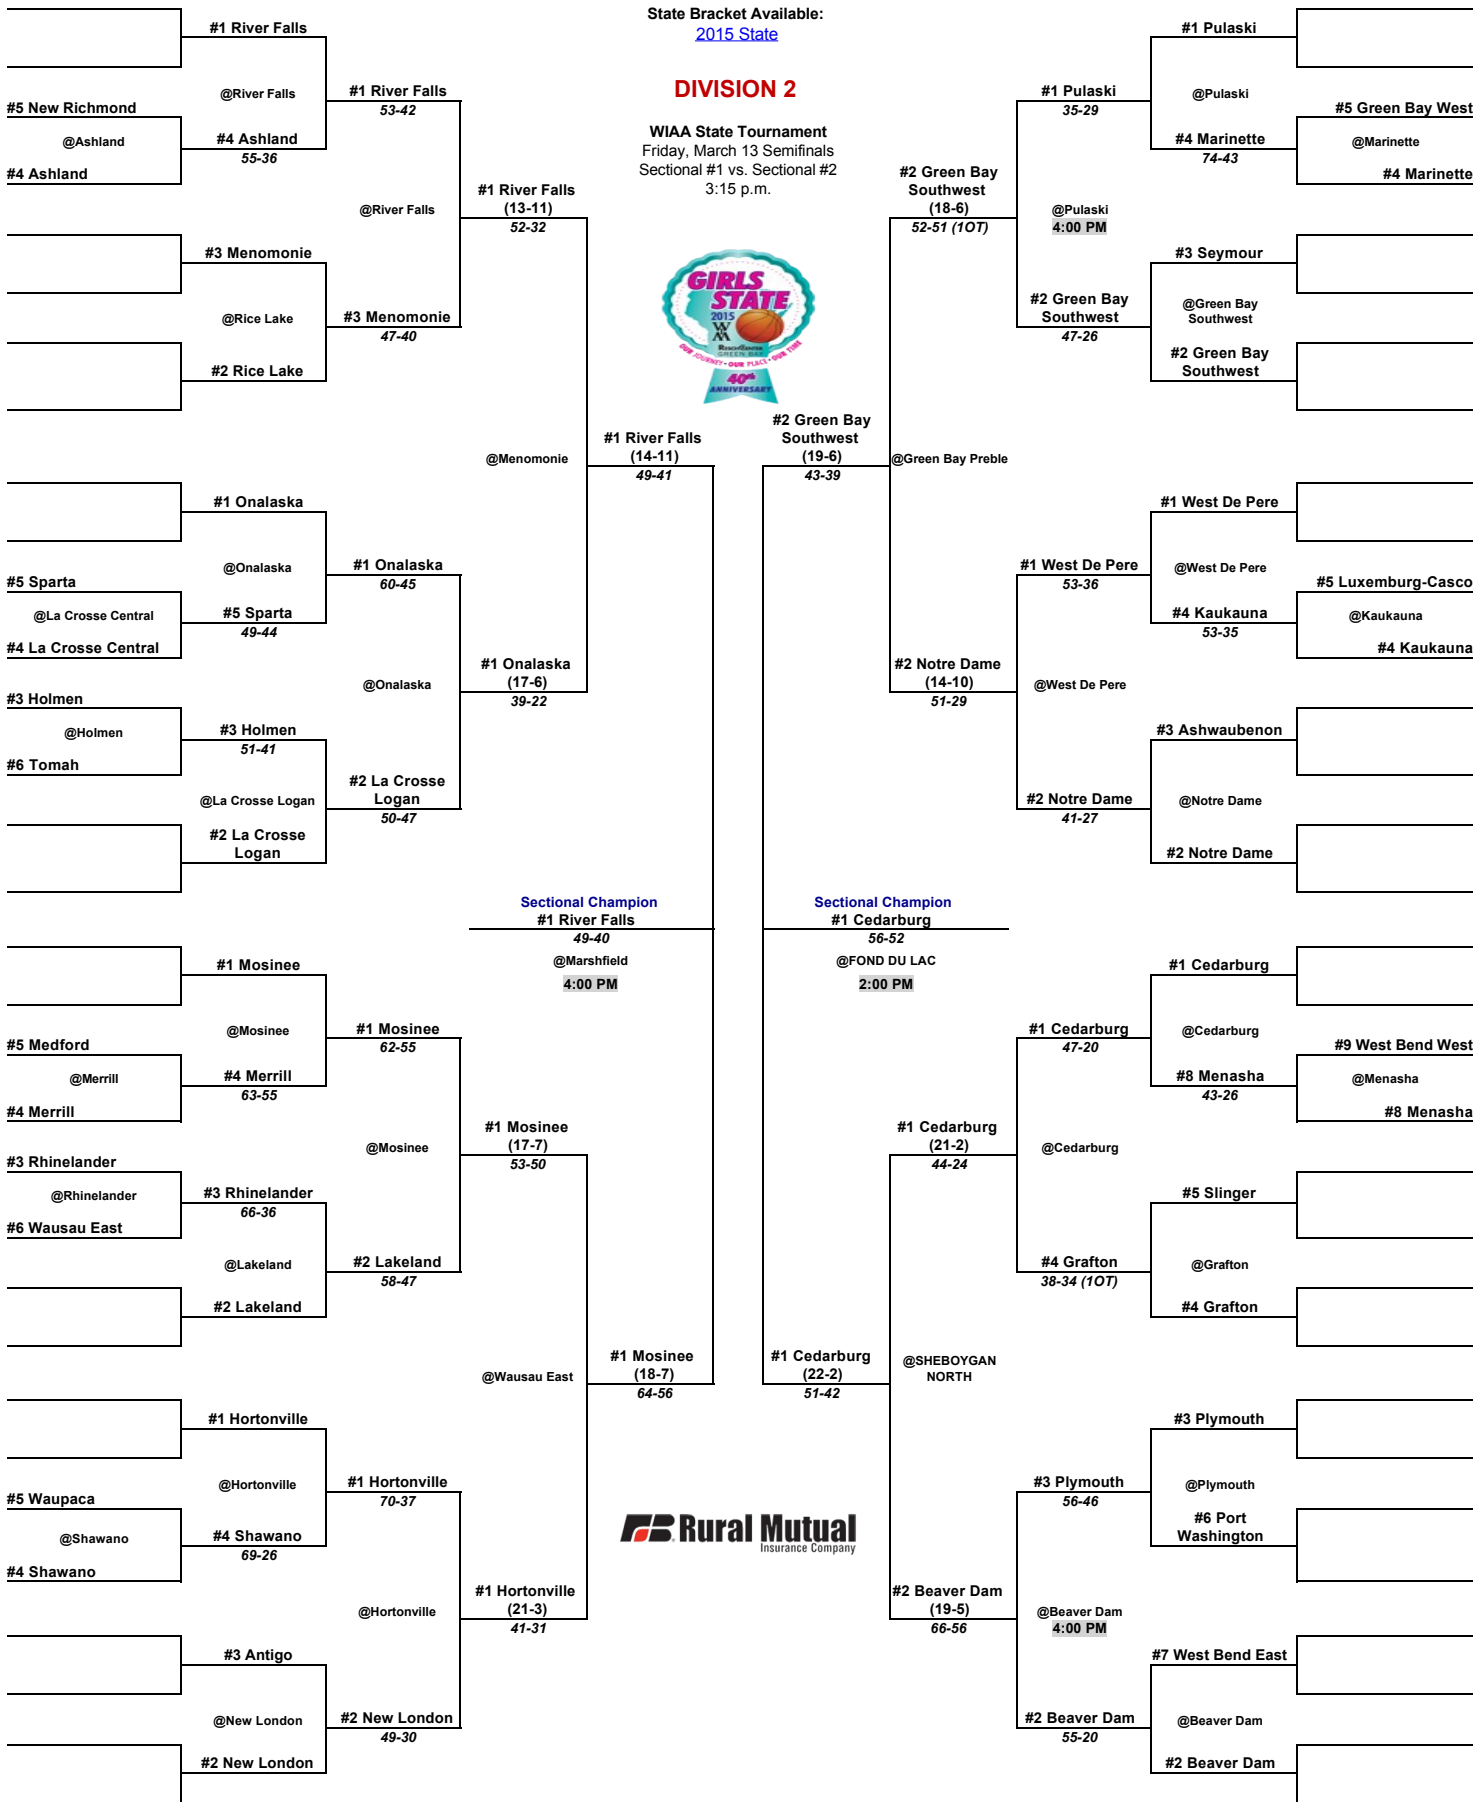 State Bracket Available:
2015 State
DIVISION 2
WIAA State Tournament
Friday, March 13 Semifinals
Sectional #1 vs. Sectional #2
3:15 p.m.
GIRLS
STATE
2015
WIAA
GREEN BAY
OUR JOURNEY • OUR PLACE • OUR TIME
40th
ANNIVERSARY
#1 River Falls
@River Falls
#5 New Richmond
@Ashland
#4 Ashland
#4 Ashland
55-36
#1 River Falls
53-42
@River Falls
#3 Menomonie
@Rice Lake
#2 Rice Lake
#3 Menomonie
47-40
#1 River Falls
(13-11)
52-32
@Menomonie
#1 River Falls
(14-11)
49-41
#1 Onalaska
@Onalaska
#5 Sparta
@La Crosse Central
#4 La Crosse Central
#5 Sparta
49-44
#1 Onalaska
60-45
@Onalaska
#3 Holmen
@Holmen
#6 Tomah
#3 Holmen
51-41
@La Crosse Logan
#2 La Crosse
Logan
#2 La Crosse
Logan
50-47
#1 Onalaska
(17-6)
39-22
Sectional Champion
#1 River Falls
49-40
@Marshfield
4:00 PM
#1 Mosinee
@Mosinee
#5 Medford
@Merrill
#4 Merrill
#4 Merrill
63-55
#1 Mosinee
62-55
@Mosinee
#3 Rhinelander
@Rhinelander
#6 Wausau East
#3 Rhinelander
66-36
@Lakeland
#2 Lakeland
#2 Lakeland
58-47
#1 Mosinee
(17-7)
53-50
@Wausau East
#1 Mosinee
(18-7)
64-56
#1 Hortonville
@Hortonville
#5 Waupaca
@Shawano
#4 Shawano
#4 Shawano
69-26
#1 Hortonville
70-37
@Hortonville
#3 Antigo
@New London
#2 New London
#2 New London
49-30
#1 Hortonville
(21-3)
41-31
#1 Pulaski
@Pulaski
#5 Green Bay West
@Marinette
#4 Marinette
#4 Marinette
74-43
#1 Pulaski
35-29
@Pulaski
4:00 PM
#3 Seymour
@Green Bay
Southwest
#2 Green Bay
Southwest
#2 Green Bay
Southwest
47-26
#2 Green Bay
Southwest
(18-6)
52-51 (1OT)
@Green Bay Preble
#2 Green Bay
Southwest
(19-6)
43-39
#1 West De Pere
@West De Pere
#5 Luxemburg-Casco
@Kaukauna
#4 Kaukauna
#4 Kaukauna
53-35
#1 West De Pere
53-36
@West De Pere
#3 Ashwaubenon
@Notre Dame
#2 Notre Dame
#2 Notre Dame
41-27
#2 Notre Dame
(14-10)
51-29
Sectional Champion
#1 Cedarburg
56-52
@FOND DU LAC
2:00 PM
#1 Cedarburg
@Cedarburg
#9 West Bend West
@Menasha
#8 Menasha
#8 Menasha
43-26
#1 Cedarburg
47-20
@Cedarburg
#5 Slinger
@Grafton
#4 Grafton
#4 Grafton
38-34 (1OT)
#1 Cedarburg
(21-2)
44-24
@SHEBOYGAN
NORTH
#1 Cedarburg
(22-2)
51-42
#3 Plymouth
@Plymouth
#6 Port
Washington
#3 Plymouth
56-46
@Beaver Dam
4:00 PM
#7 West Bend East
@Beaver Dam
#2 Beaver Dam
#2 Beaver Dam
55-20
#2 Beaver Dam
(19-5)
66-56
Rural Mutual
Insurance Company